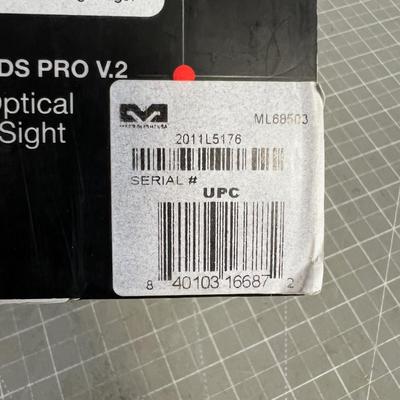 DS PRO V.2
Optical
Sight
ML68503
2011L5176
SERIAL #
UPC
8 40103 16687 2